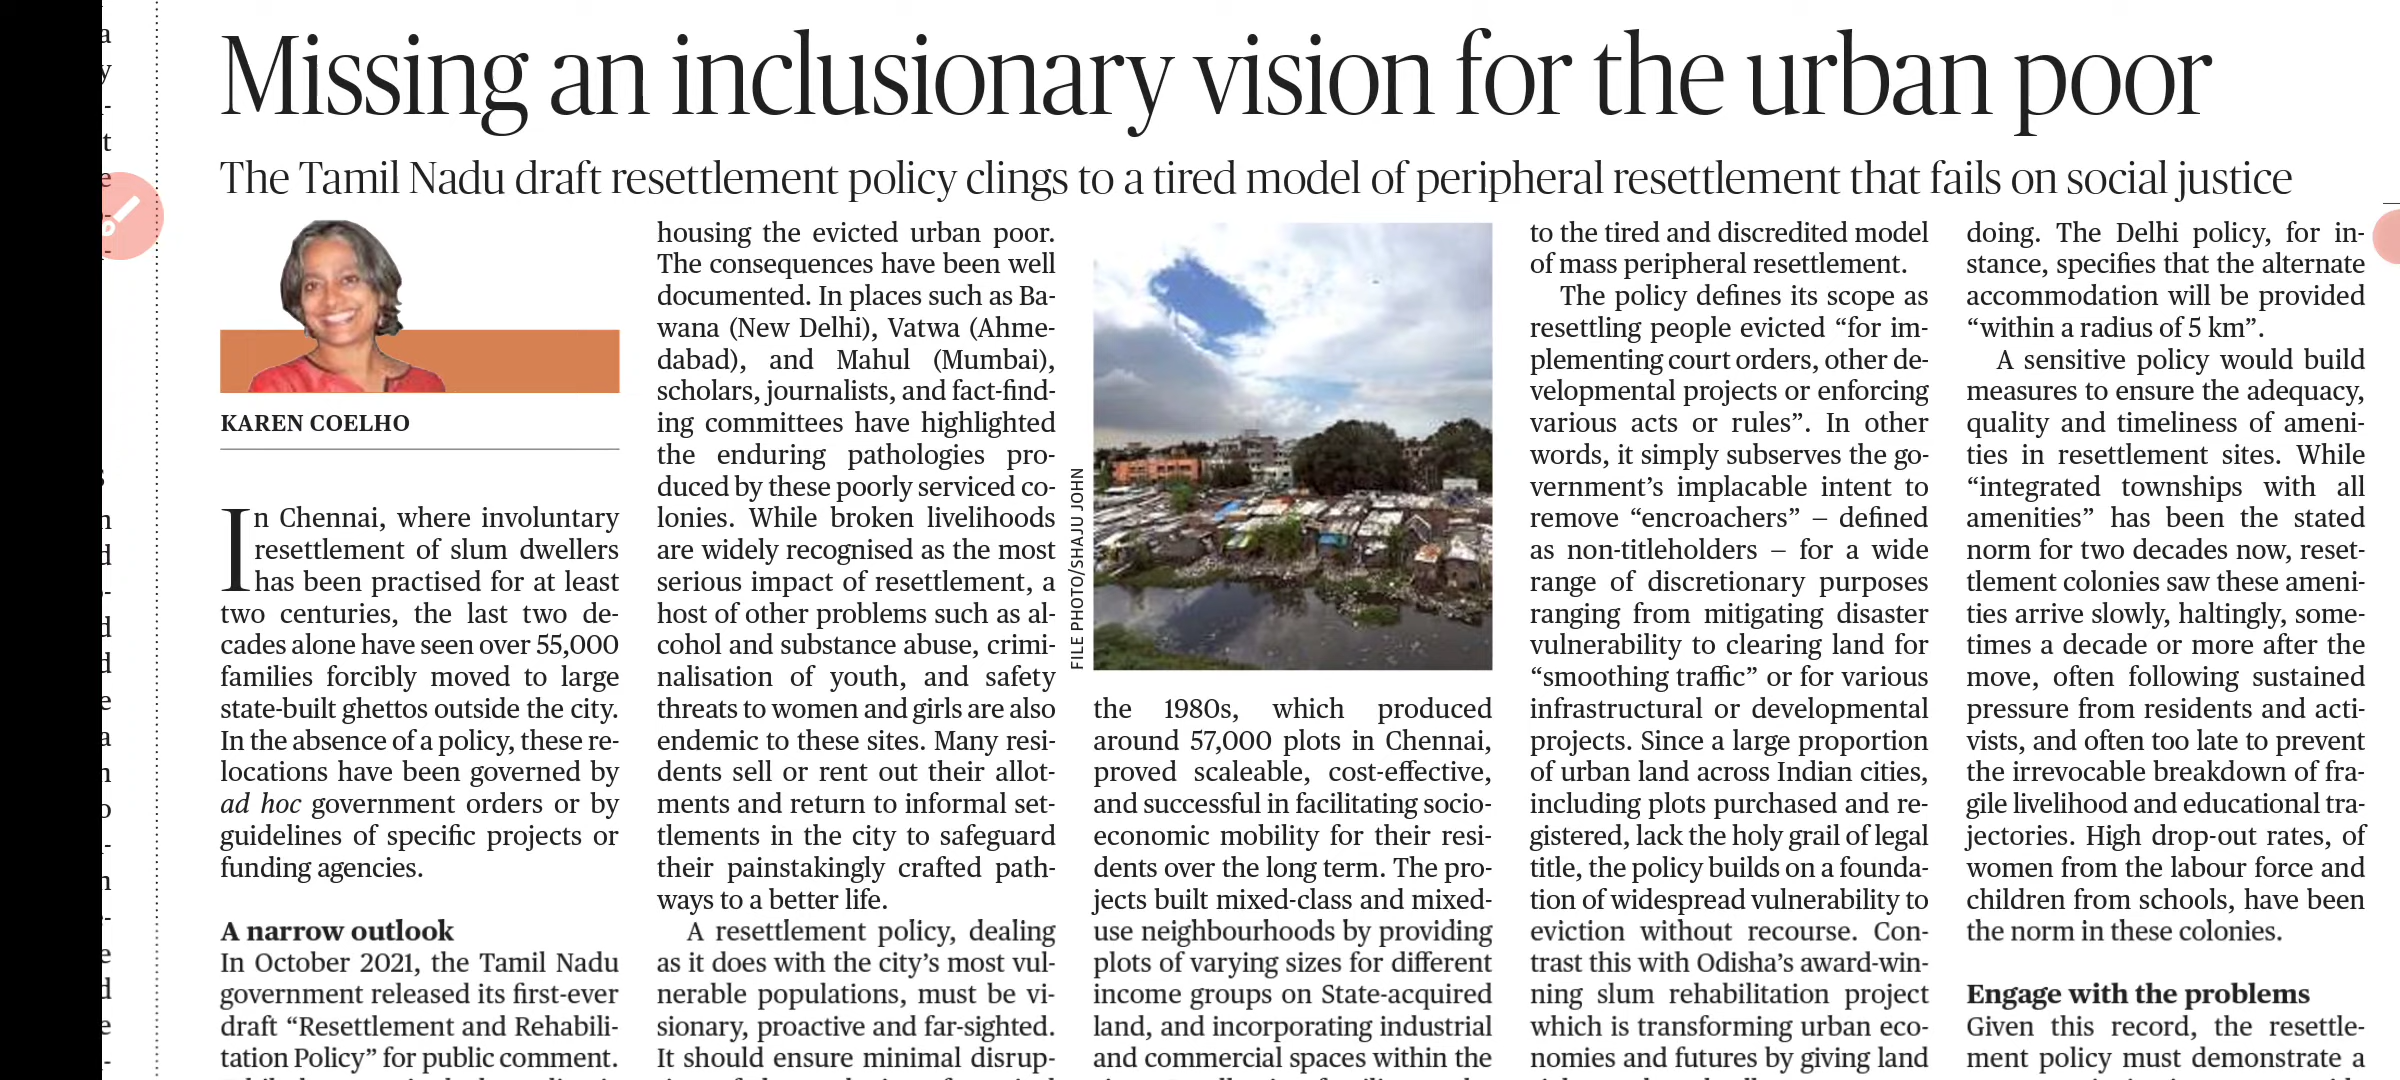 Missing an inclusionary vision for the urban poor
The Tamil Nadu draft resettlement policy clings to a tired model of peripheral resettlement that fails on social justice
KAREN COELHO
In Chennai, where involuntary
resettlement of slum dwellers
has been practised for at least
two centuries, the last two de-
cades alone have seen over 55,000
families forcibly moved to large
state-built ghettos outside the city.
In the absence of a policy, these re-
locations have been governed by
ad hoc government orders or by
guidelines of specific projects or
funding agencies.
A narrow outlook
In October 2021, the Tamil Nadu
government released its first-ever
draft “Resettlement and Rehabili-
tation Policy” for public comment.
housing the evicted urban poor.
The consequences have been well
documented. In places such as Ba-
wana (New Delhi), Vatwa (Ahme-
dabad), and Mahul (Mumbai),
scholars, journalists, and fact-find-
ing committees have highlighted
the enduring pathologies pro-
duced by these poorly serviced co-
lonies. While broken livelihoods
are widely recognised as the most
serious impact of resettlement, a
host of other problems such as al-
cohol and substance abuse, crimi-
nalisation of youth, and safety
threats to women and girls are also
endemic to these sites. Many resi-
dents sell or rent out their allot-
ments and return to informal set-
tlements in the city to safeguard
their painstakingly crafted path-
ways to a better life.
A resettlement policy, dealing
as it does with the city’s most vul-
nerable populations, must be vi-
sionary, proactive and far-sighted.
It should ensure minimal disrup-
FILE PHOTO/SHAJU JOHN
the 1980s, which produced
around 57,000 plots in Chennai,
proved scaleable, cost-effective,
and successful in facilitating socio-
economic mobility for their resi-
dents over the long term. The pro-
jects built mixed-class and mixed-
use neighbourhoods by providing
plots of varying sizes for different
income groups on State-acquired
land, and incorporating industrial
and commercial spaces within the
to the tired and discredited model
of mass peripheral resettlement.
The policy defines its scope as
resettling people evicted “for im-
plementing court orders, other de-
velopmental projects or enforcing
various acts or rules”. In other
words, it simply subserves the go-
vernment’s implacable intent to
remove “encroachers” – defined
as non-titleholders – for a wide
range of discretionary purposes
ranging from mitigating disaster
vulnerability to clearing land for
“smoothing traffic” or for various
infrastructural or developmental
projects. Since a large proportion
of urban land across Indian cities,
including plots purchased and re-
gistered, lack the holy grail of legal
title, the policy builds on a founda-
tion of widespread vulnerability to
eviction without recourse. Con-
trast this with Odisha’s award-win-
ning slum rehabilitation project
which is transforming urban eco-
nomies and futures by giving land
doing. The Delhi policy, for in-
stance, specifies that the alternate
accommodation will be provided
“within a radius of 5 km”.
A sensitive policy would build
measures to ensure the adequacy,
quality and timeliness of ameni-
ties in resettlement sites. While
“integrated townships with all
amenities” has been the stated
norm for two decades now, reset-
tlement colonies saw these ameni-
ties arrive slowly, haltingly, some-
times a decade or more after the
move, often following sustained
pressure from residents and acti-
vists, and often too late to prevent
the irrevocable breakdown of fra-
gile livelihood and educational tra-
jectories. High drop-out rates, of
women from the labour force and
children from schools, have been
the norm in these colonies.
Engage with the problems
Given this record, the resettle-
ment policy must demonstrate a